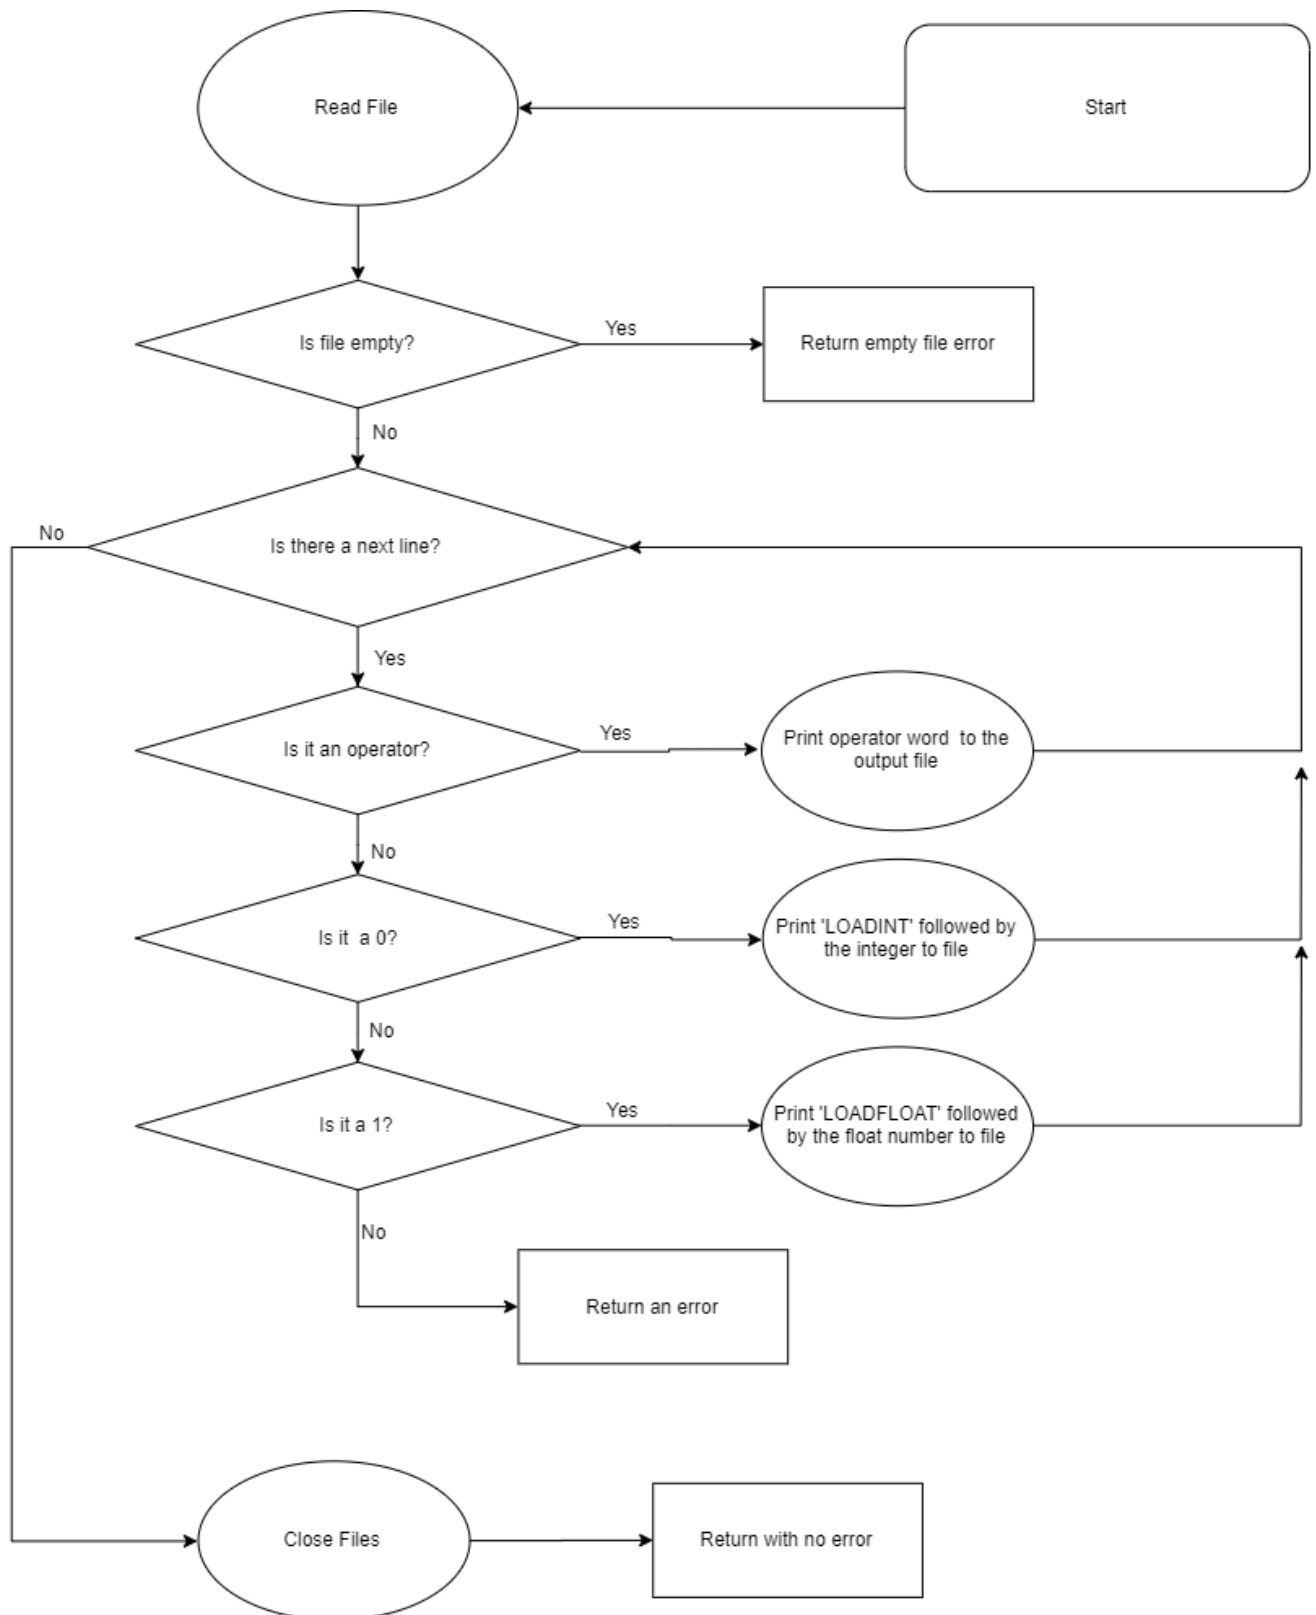 Read File
Start
Is file empty?
Yes
Return empty file error
No
No
Is there a next line?
Yes
Is it an operator?
Yes
Print operator word to the
output file
No
Is it a 0?
Yes
Print 'LOADINT' followed by
the integer to file
No
Is it a 1?
Yes
Print 'LOADFLOAT' followed
by the float number to file
No
Return an error
Close Files
Return with no error